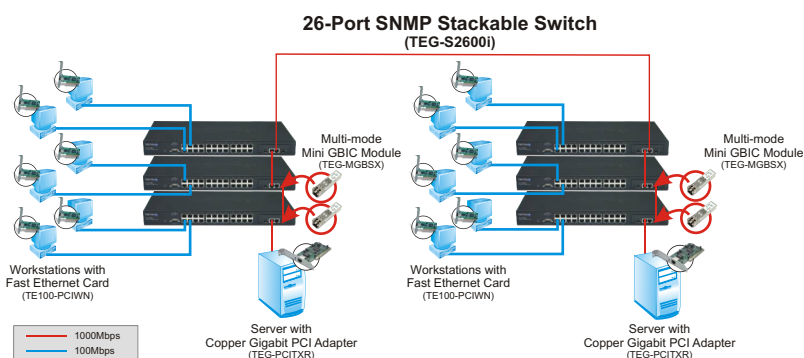 26-Port SNMP Stackable Switch
(TEG-S2600i)
Multi-mode
Mini GBIC Module
(TEG-MGBSX)
Multi-mode
Mini GBIC Module
(TEG-MGBSX)
Workstations with
Fast Ethernet Card
(TE100-PCIWN)
Server with
Copper Gigabit PCI Adapter
(TEG-PCITXR)
Workstations with
Fast Ethernet Card
(TE100-PCIWN)
Server with
Copper Gigabit PCI Adapter
(TEG-PCITXR)
1000Mbps
100Mbps